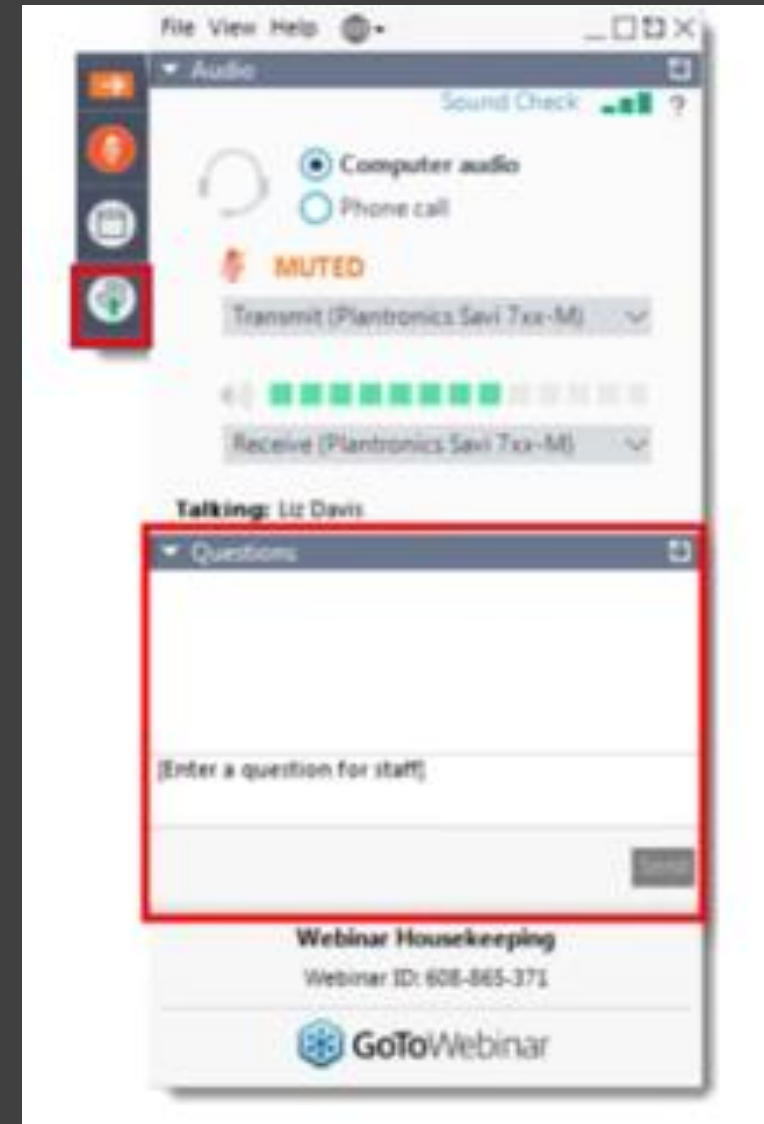 File View Help
Audio
Sound Check ?
Computer audio
Phone call
MUTED
Transmit (Plantronics Savi 7xx-M)
Receive (Plantronics Savi 7xx-M)
Talking: Liz Davis
Questions
[Enter a question for staff]
Send
Webinar Housekeeping
Webinar ID: 608-865-371
GoToWebinar